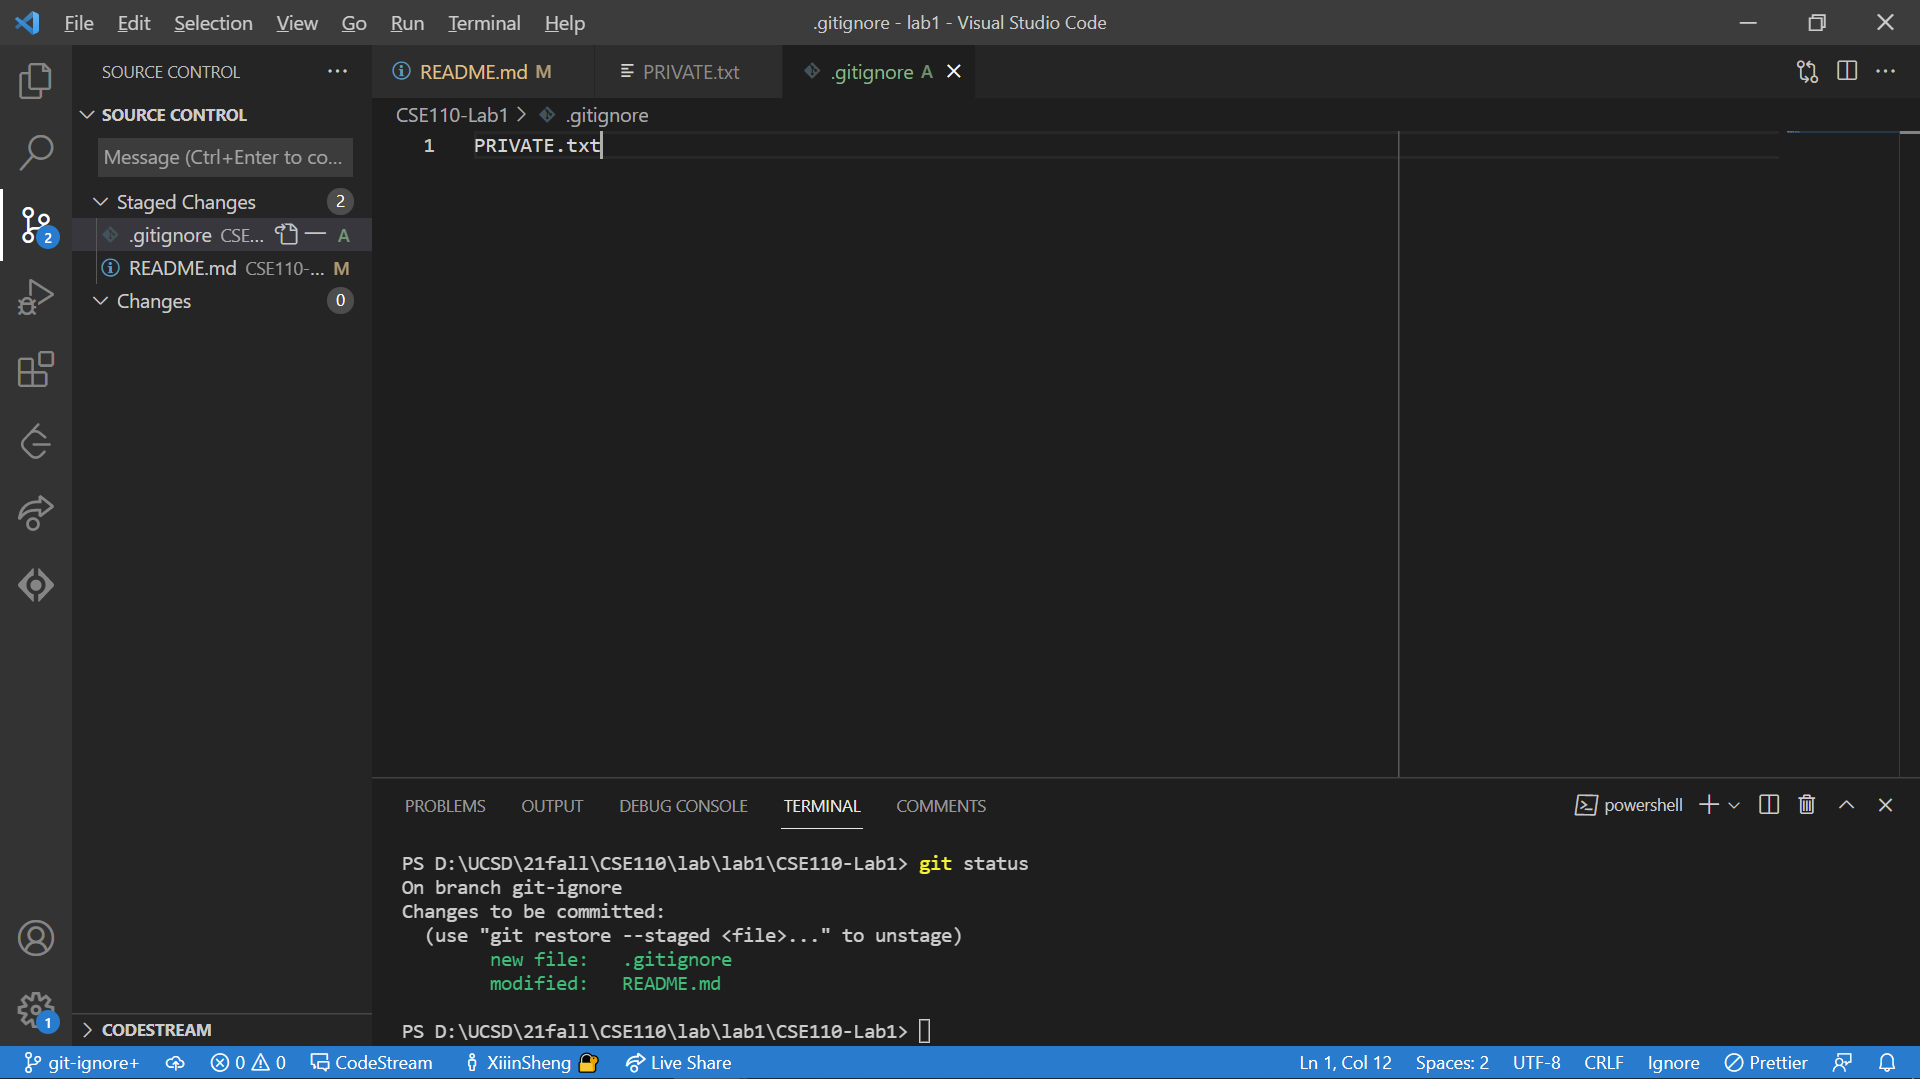 File Edit Selection View Go Run Terminal Help
.gitignore - lab1 - Visual Studio Code
SOURCE CONTROL
README.md M
PRIVATE.txt
.gitignore A
SOURCE CONTROL
Message (Ctrl+Enter to co...
Staged Changes 2
.gitignore CSE... A
README.md CSE110-... M
Changes 0
2
CSE110-Lab1 > .gitignore
1 PRIVATE.txt
PROBLEMS OUTPUT DEBUG CONSOLE TERMINAL COMMENTS
powershell
PS D:\UCSD\21fall\CSE110\lab\lab1\CSE110-Lab1> git status
On branch git-ignore
Changes to be committed:
(use "git restore --staged <file>..." to unstage)
new file: .gitignore
modified: README.md
PS D:\UCSD\21fall\CSE110\lab\lab1\CSE110-Lab1>
1
CODESTREAM
git-ignore+ 0 0 CodeStream XiiinSheng Live Share
Ln 1, Col 12 Spaces: 2 UTF-8 CRLF Ignore Prettier